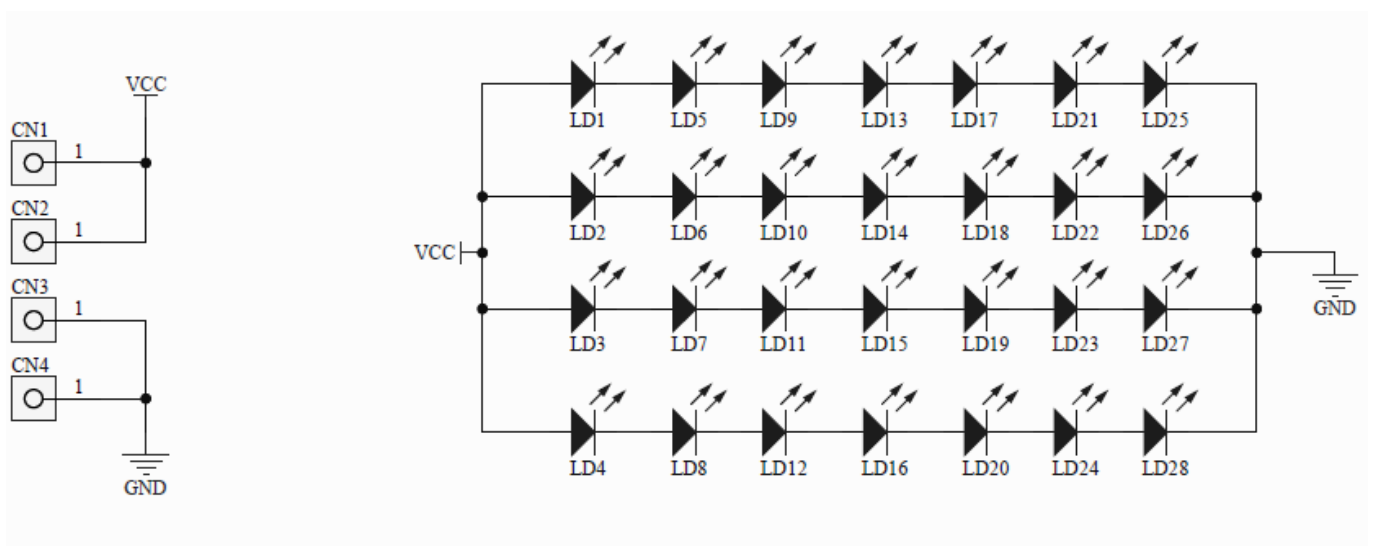 VCC
CN1
1
CN2
1
CN3
1
CN4
1
GND
LD1 LD5 LD9 LD13 LD17 LD21 LD25
LD2 LD6 LD10 LD14 LD18 LD22 LD26
VCC
GND
LD3 LD7 LD11 LD15 LD19 LD23 LD27
LD4 LD8 LD12 LD16 LD20 LD24 LD28